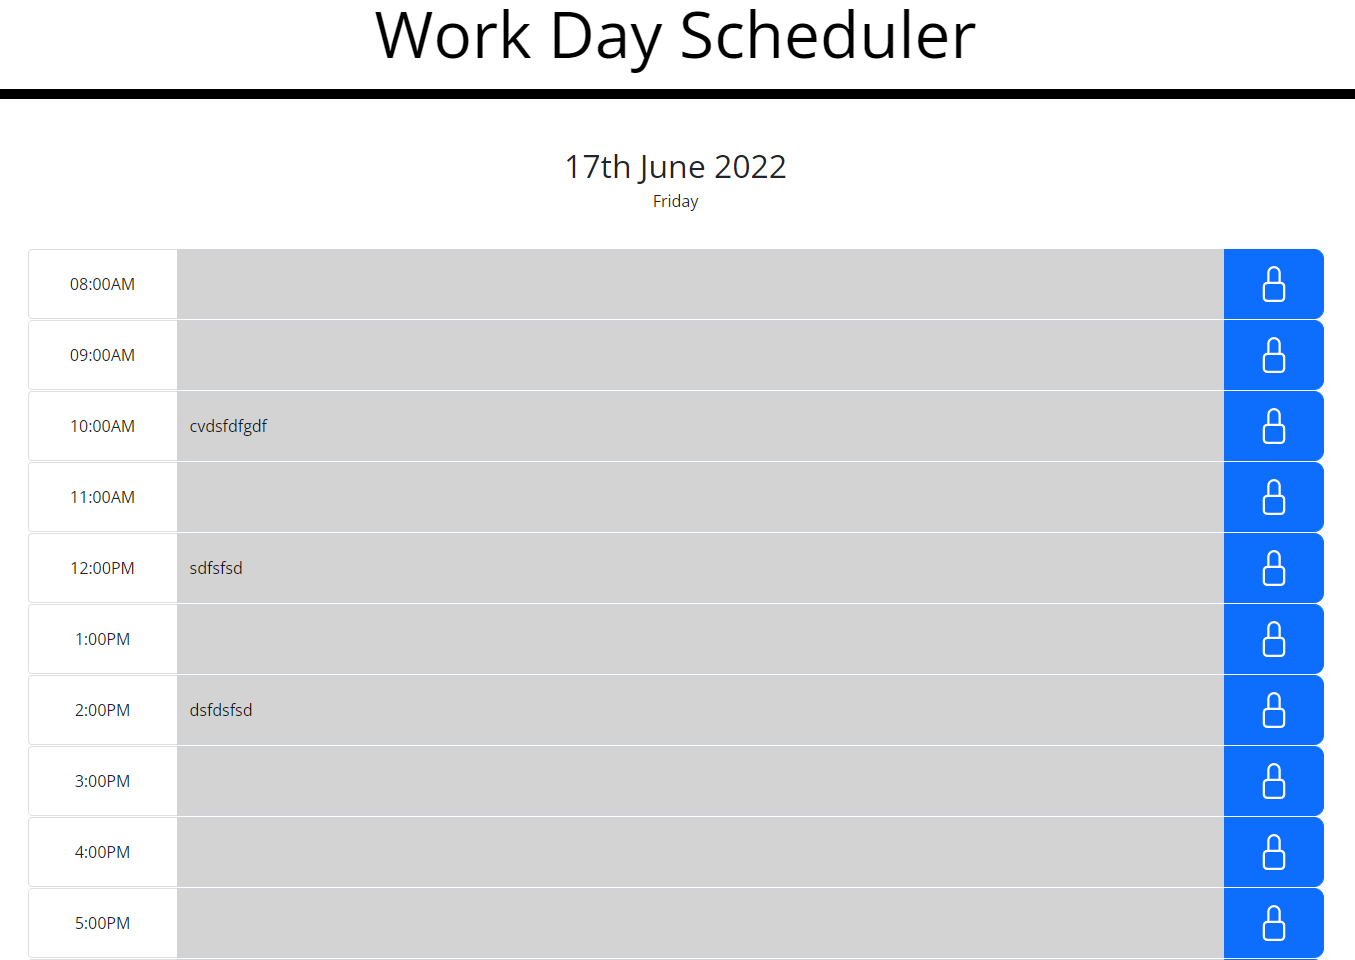 Work Day Scheduler
17th June 2022
Friday
08:00AM
09:00AM
10:00AM cvdsfdfgdf
11:00AM
12:00PM sdfsfsd
1:00PM
2:00PM dsfdsfsd
3:00PM
4:00PM
5:00PM